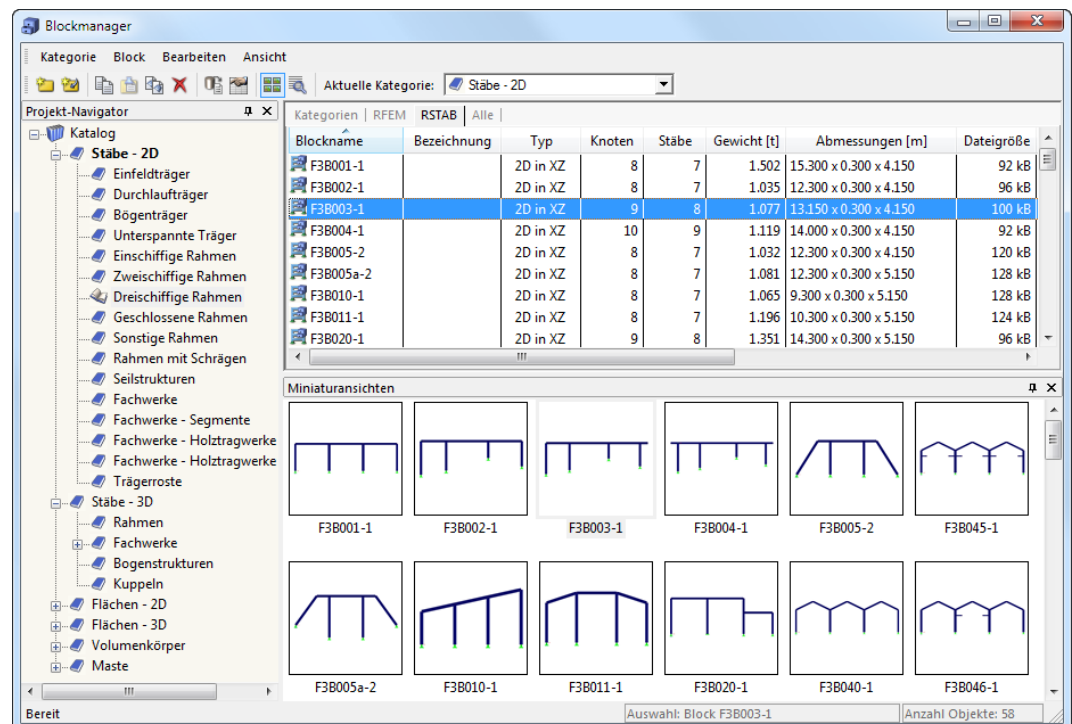 Blockmanager
Kategorie Block Bearbeiten Ansicht
Aktuelle Kategorie: Stäbe - 2D
Projekt-Navigator
Katalog
Stäbe - 2D
Einfeldträger
Durchlaufträger
Bögenträger
Unterspannte Träger
Einschiffige Rahmen
Zweischiffige Rahmen
Dreischiffige Rahmen
Geschlossene Rahmen
Sonstige Rahmen
Rahmen mit Schrägen
Seilstrukturen
Fachwerke
Fachwerke - Segmente
Fachwerke - Holztragwerke
Fachwerke - Holztragwerke
Trägerroste
Stäbe - 3D
Rahmen
Fachwerke
Bogenstrukturen
Kuppeln
Flächen - 2D
Flächen - 3D
Volumenkörper
Maste
Kategorien RFEM RSTAB Alle
Blockname Bezeichnung Typ Knoten Stäbe Gewicht [t] Abmessungen [m] Dateigröße
F3B001-1 2D in XZ 8 7 1.502 15.300 x 0.300 x 4.150 92 kB
F3B002-1 2D in XZ 8 7 1.035 12.300 x 0.300 x 4.150 96 kB
F3B003-1 2D in XZ 9 8 1.077 13.150 x 0.300 x 4.150 100 kB
F3B004-1 2D in XZ 10 9 1.119 14.000 x 0.300 x 4.150 92 kB
F3B005-2 2D in XZ 8 7 1.032 12.300 x 0.300 x 4.150 120 kB
F3B005a-2 2D in XZ 8 7 1.081 12.300 x 0.300 x 5.150 128 kB
F3B010-1 2D in XZ 8 7 1.065 9.300 x 0.300 x 5.150 128 kB
F3B011-1 2D in XZ 8 7 1.196 10.300 x 0.300 x 5.150 124 kB
F3B020-1 2D in XZ 9 8 1.351 14.300 x 0.300 x 5.150 96 kB
Miniaturansichten
F3B001-1 F3B002-1 F3B003-1 F3B004-1 F3B005-2 F3B045-1
F3B005a-2 F3B010-1 F3B011-1 F3B020-1 F3B040-1 F3B046-1
Bereit
Auswahl: Block F3B003-1
Anzahl Objekte: 58